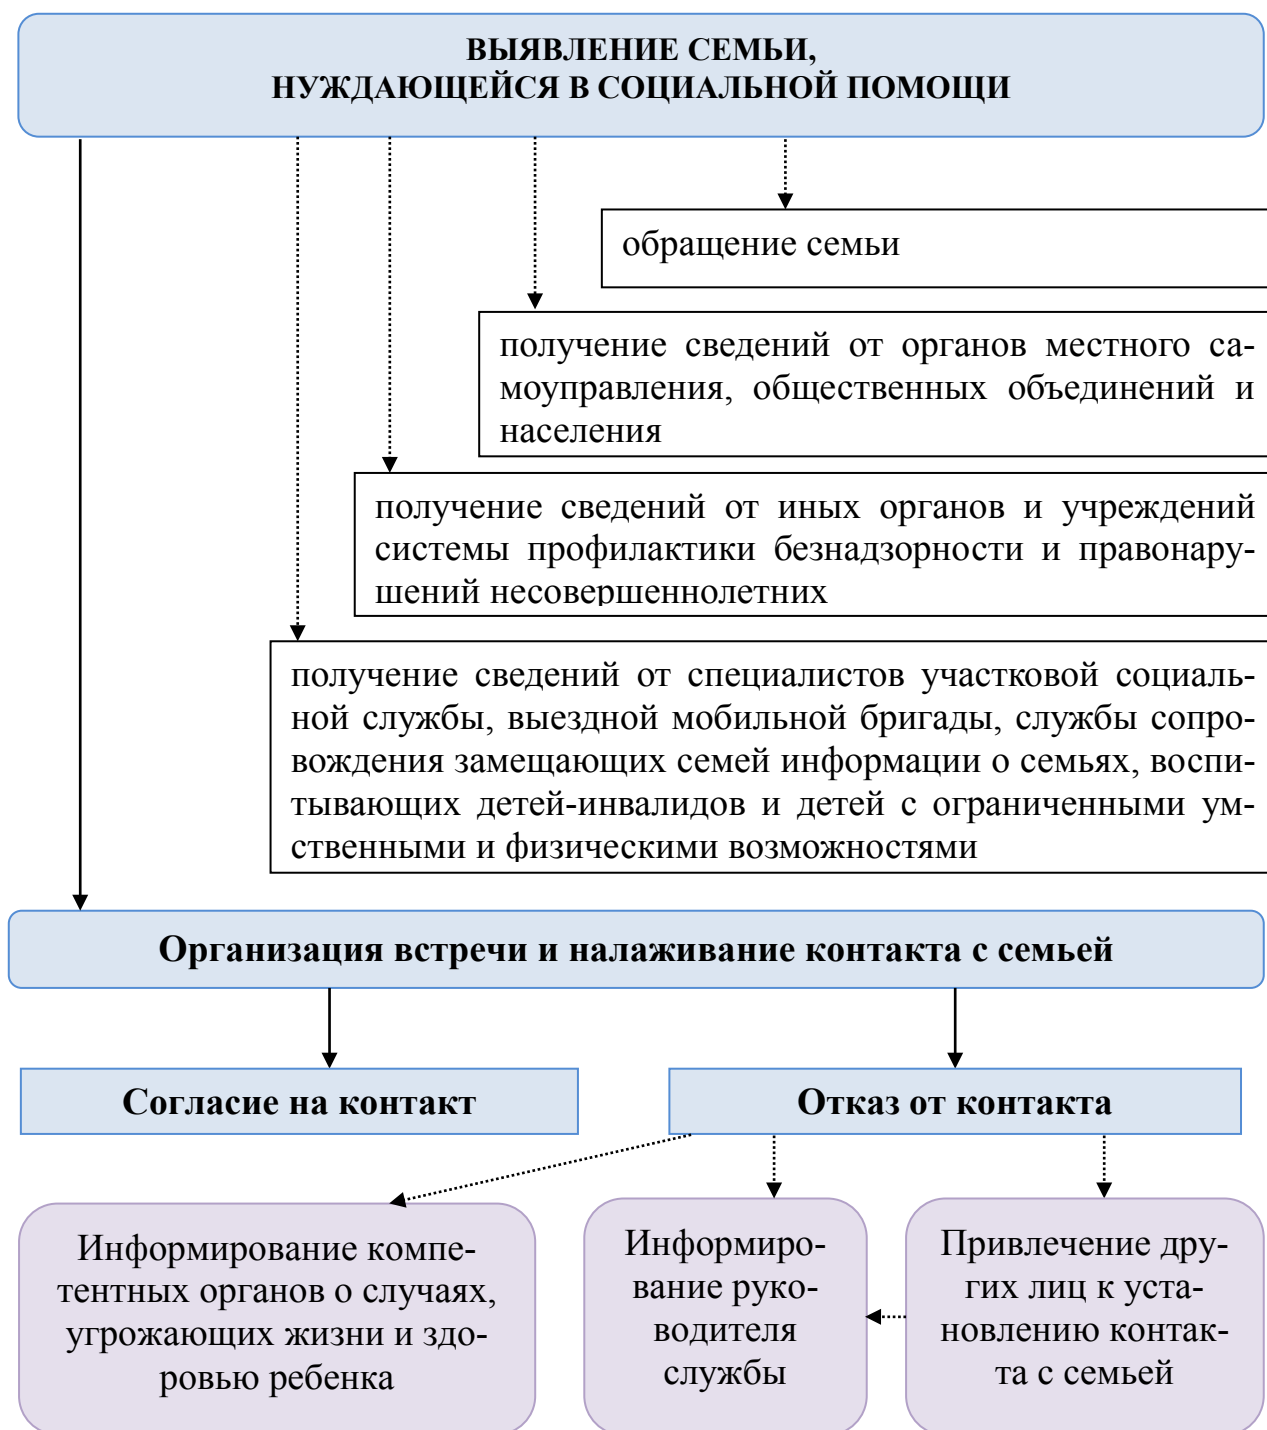 ВЫЯВЛЕНИЕ СЕМЬИ,
НУЖДАЮЩЕЙСЯ В СОЦИАЛЬНОЙ ПОМОЩИ
обращение семьи
получение сведений от органов местного са-
моуправления, общественных объединений и
населения
получение сведений от иных органов и учреждений
системы профилактики безнадзорности и правонару-
шений несовершеннолетних
получение сведений от специалистов участковой социаль-
ной службы, выездной мобильной бригады, службы сопро-
вождения замещающих семей информации о семьях, воспи-
тывающих детей-инвалидов и детей с ограниченными ум-
ственными и физическими возможностями
Организация встречи и налаживание контакта с семьей
Согласие на контакт
Отказ от контакта
Информирование компе-
тентных органов о случаях,
угрожающих жизни и здо-
ровью ребенка
Информиро-
вание руко-
водителя
службы
Привлечение дру-
гих лиц к уста-
новлению контак-
та с семьей